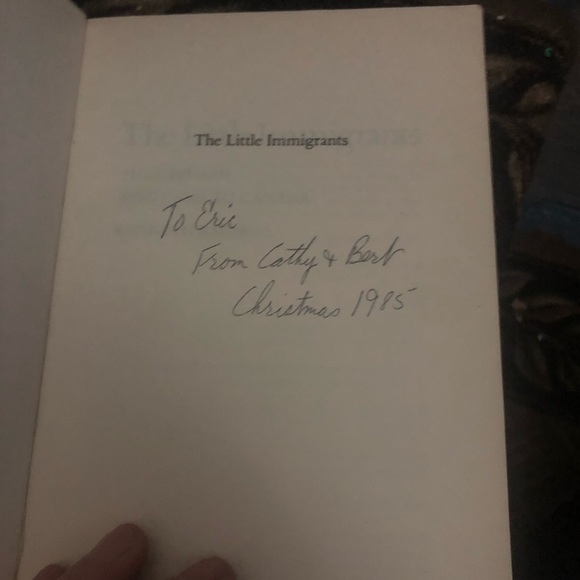 The Little Immigrants
To Eric
From Cathy & Bert
Christmas 1985